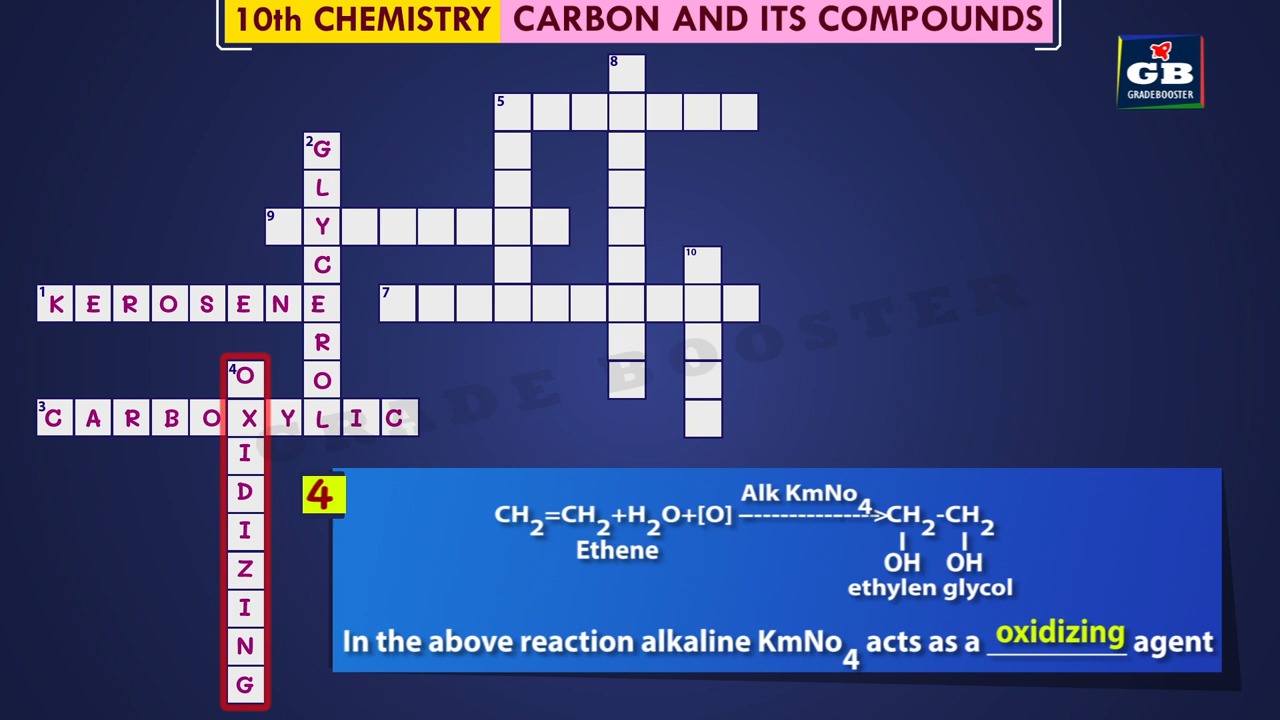 10th CHEMISTRY CARBON AND ITS COMPOUNDS
GB
GRADEBOOSTER
8
5
2 G
L
9 Y
C
10
1 K E R O S E N E 7
R
4 O O
3 C A R B O X Y L I C
I
D
I
Z
I
N
G
GRADE BOOSTER
4
CH2=CH2+H2O+[O] Alk KmNo4 ---------------> CH2-CH2
Ethene
OH OH
ethylen glycol
In the above reaction alkaline KmNo4 acts as a oxidizing agent